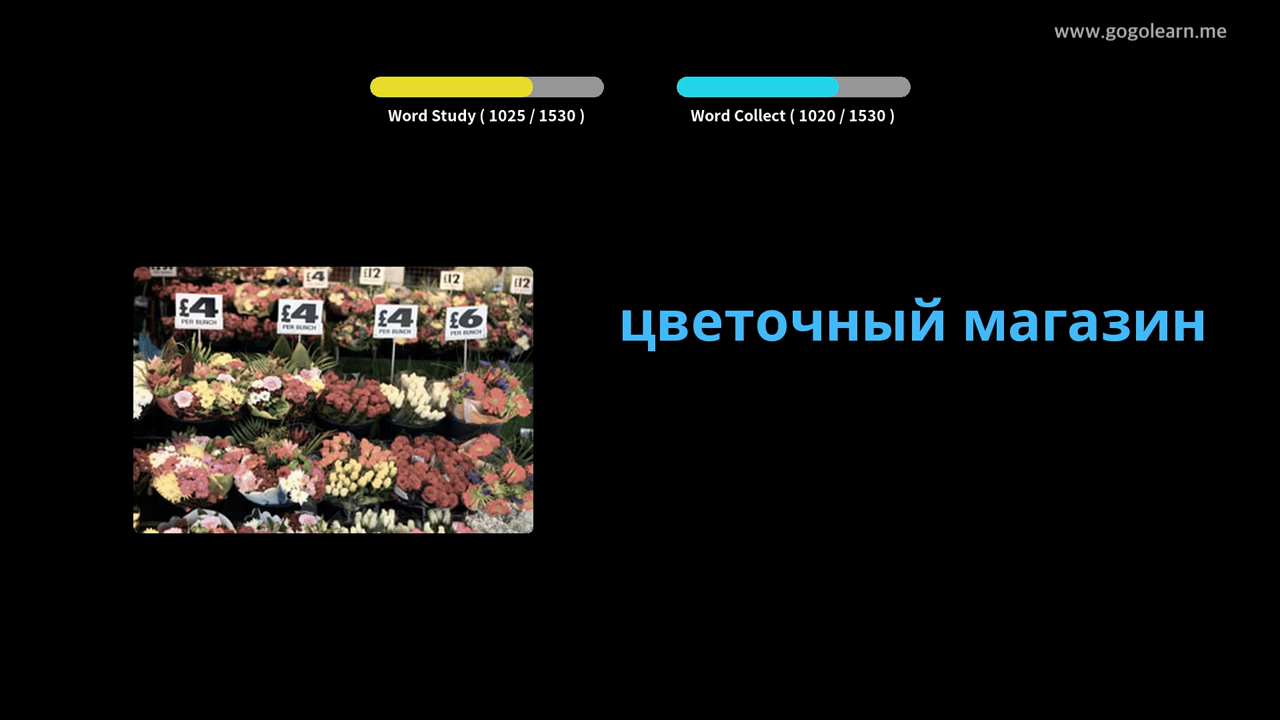 www.gogolearn.me
Word Study ( 1025 / 1530 )
Word Collect ( 1020 / 1530 )
£4
£12
£12
£12
£4
PER BUNCH
£4
PER BUNCH
£4
PER BUNCH
£6
PER BUNCH
цветочный магазин